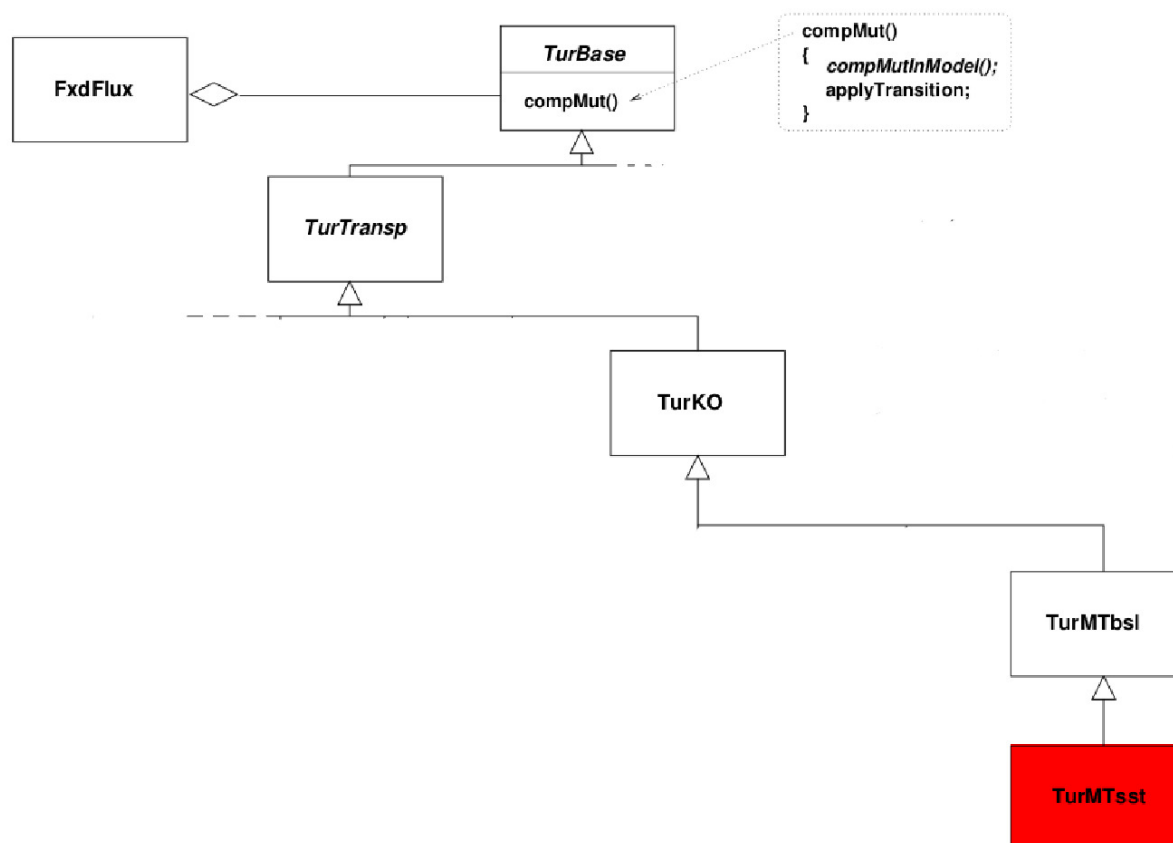 FxdFlux
TurBase
compMut()
compMut()
{
compMutInModel();
applyTransition;
}
TurTransp
TurKO
TurMTbsl
TurMTsst